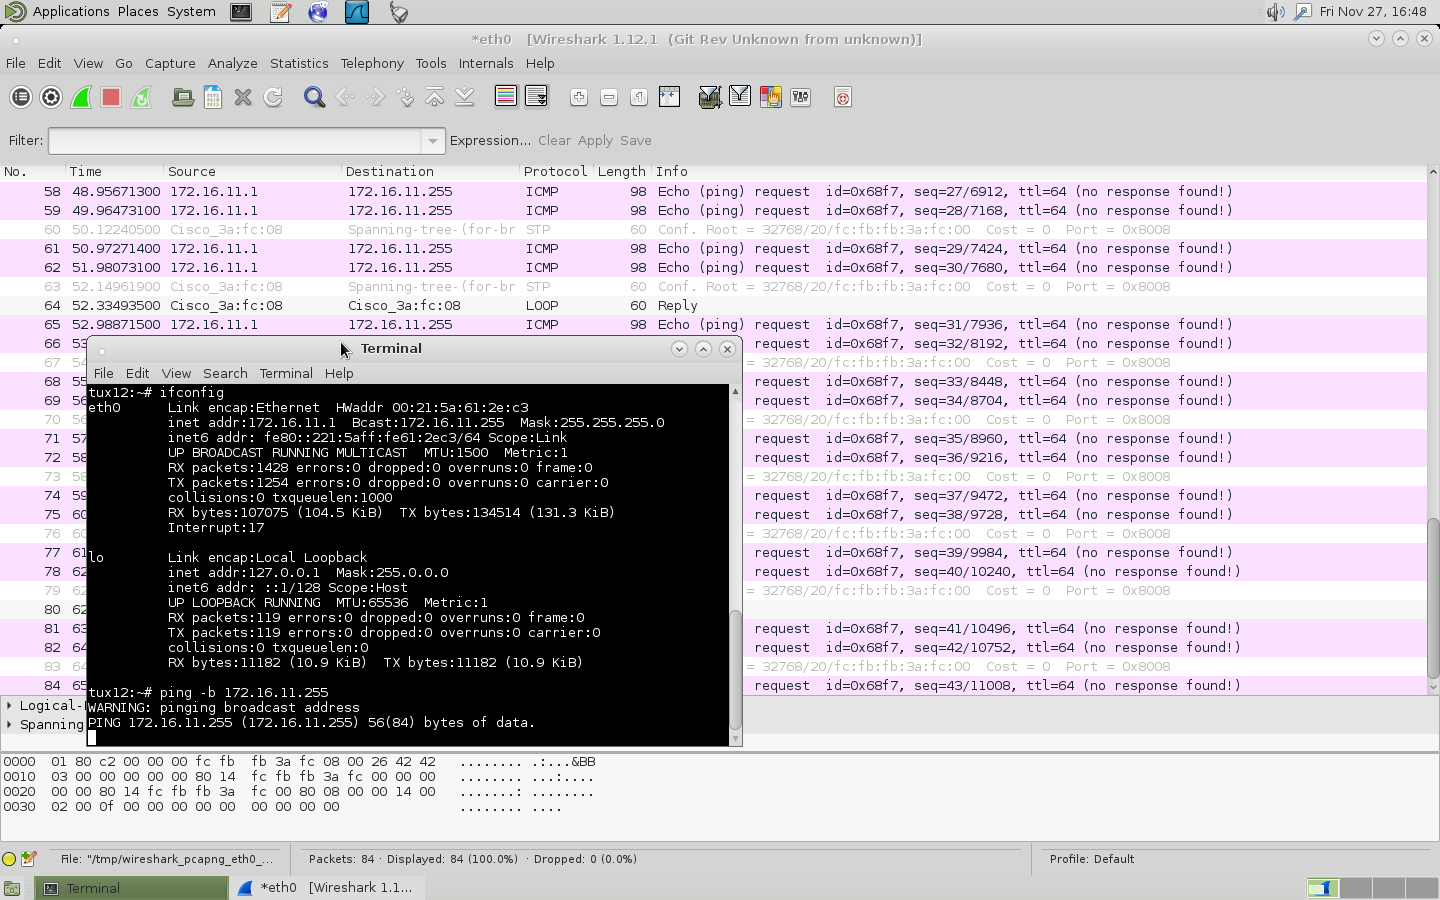 Applications Places System
Fri Nov 27, 16:48
*eth0 [Wireshark 1.12.1 (Git Rev Unknown from unknown)]
File Edit View Go Capture Analyze Statistics Telephony Tools Internals Help
Filter: Expression... Clear Apply Save
No. Time Source Destination Protocol Length Info
58 48.95671300 172.16.11.1 172.16.11.255 ICMP 98 Echo (ping) request id=0x68f7, seq=27/6912, ttl=64 (no response found!)
59 49.96473100 172.16.11.1 172.16.11.255 ICMP 98 Echo (ping) request id=0x68f7, seq=28/7168, ttl=64 (no response found!)
60 50.12240500 Cisco_3a:fc:08 Spanning-tree-(for-br STP 60 Conf. Root = 32768/20/fc:fb:fb:3a:fc:00 Cost = 0 Port = 0x8008
61 50.97271400 172.16.11.1 172.16.11.255 ICMP 98 Echo (ping) request id=0x68f7, seq=29/7424, ttl=64 (no response found!)
62 51.98073100 172.16.11.1 172.16.11.255 ICMP 98 Echo (ping) request id=0x68f7, seq=30/7680, ttl=64 (no response found!)
63 52.14961900 Cisco_3a:fc:08 Spanning-tree-(for-br STP 60 Conf. Root = 32768/20/fc:fb:fb:3a:fc:00 Cost = 0 Port = 0x8008
64 52.33493500 Cisco_3a:fc:08 Cisco_3a:fc:08 LOOP 60 Reply
65 52.98871500 172.16.11.1 172.16.11.255 ICMP 98 Echo (ping) request id=0x68f7, seq=31/7936, ttl=64 (no response found!)
66 53 request id=0x68f7, seq=32/8192, ttl=64 (no response found!)
67 54 = 32768/20/fc:fb:fb:3a:fc:00 Cost = 0 Port = 0x8008
68 55 request id=0x68f7, seq=33/8448, ttl=64 (no response found!)
69 56 request id=0x68f7, seq=34/8704, ttl=64 (no response found!)
70 56 = 32768/20/fc:fb:fb:3a:fc:00 Cost = 0 Port = 0x8008
71 57 request id=0x68f7, seq=35/8960, ttl=64 (no response found!)
72 58 request id=0x68f7, seq=36/9216, ttl=64 (no response found!)
73 58 = 32768/20/fc:fb:fb:3a:fc:00 Cost = 0 Port = 0x8008
74 59 request id=0x68f7, seq=37/9472, ttl=64 (no response found!)
75 60 request id=0x68f7, seq=38/9728, ttl=64 (no response found!)
76 60 = 32768/20/fc:fb:fb:3a:fc:00 Cost = 0 Port = 0x8008
77 61 request id=0x68f7, seq=39/9984, ttl=64 (no response found!)
78 62 request id=0x68f7, seq=40/10240, ttl=64 (no response found!)
79 62 = 32768/20/fc:fb:fb:3a:fc:00 Cost = 0 Port = 0x8008
80 62
81 63 request id=0x68f7, seq=41/10496, ttl=64 (no response found!)
82 64 request id=0x68f7, seq=42/10752, ttl=64 (no response found!)
83 64 = 32768/20/fc:fb:fb:3a:fc:00 Cost = 0 Port = 0x8008
84 65 request id=0x68f7, seq=43/11008, ttl=64 (no response found!)
Logical-
Spanning
Terminal
File Edit View Search Terminal Help
tux12:~# ifconfig
eth0 Link encap:Ethernet HWaddr 00:21:5a:61:2e:c3
inet addr:172.16.11.1 Bcast:172.16.11.255 Mask:255.255.255.0
inet6 addr: fe80::221:5aff:fe61:2ec3/64 Scope:Link
UP BROADCAST RUNNING MULTICAST MTU:1500 Metric:1
RX packets:1428 errors:0 dropped:0 overruns:0 frame:0
TX packets:1254 errors:0 dropped:0 overruns:0 carrier:0
collisions:0 txqueuelen:1000
RX bytes:107075 (104.5 KiB) TX bytes:134514 (131.3 KiB)
Interrupt:17
lo Link encap:Local Loopback
inet addr:127.0.0.1 Mask:255.0.0.0
inet6 addr: ::1/128 Scope:Host
UP LOOPBACK RUNNING MTU:65536 Metric:1
RX packets:119 errors:0 dropped:0 overruns:0 frame:0
TX packets:119 errors:0 dropped:0 overruns:0 carrier:0
collisions:0 txqueuelen:0
RX bytes:11182 (10.9 KiB) TX bytes:11182 (10.9 KiB)
tux12:~# ping -b 172.16.11.255
WARNING: pinging broadcast address
PING 172.16.11.255 (172.16.11.255) 56(84) bytes of data.
0000 01 80 c2 00 00 00 fc fb fb 3a fc 08 00 26 42 42 ........ .:...&BB
0010 03 00 00 00 00 00 80 14 fc fb fb 3a fc 00 00 00 ........ ...:....
0020 00 00 80 14 fc fb fb 3a fc 00 80 08 00 00 14 00 .......: ........
0030 02 00 0f 00 00 00 00 00 00 00 00 00 ........ ....
File: "/tmp/wireshark_pcapng_eth0_... Packets: 84 · Displayed: 84 (100.0%) · Dropped: 0 (0.0%) Profile: Default
Terminal *eth0 [Wireshark 1.1...